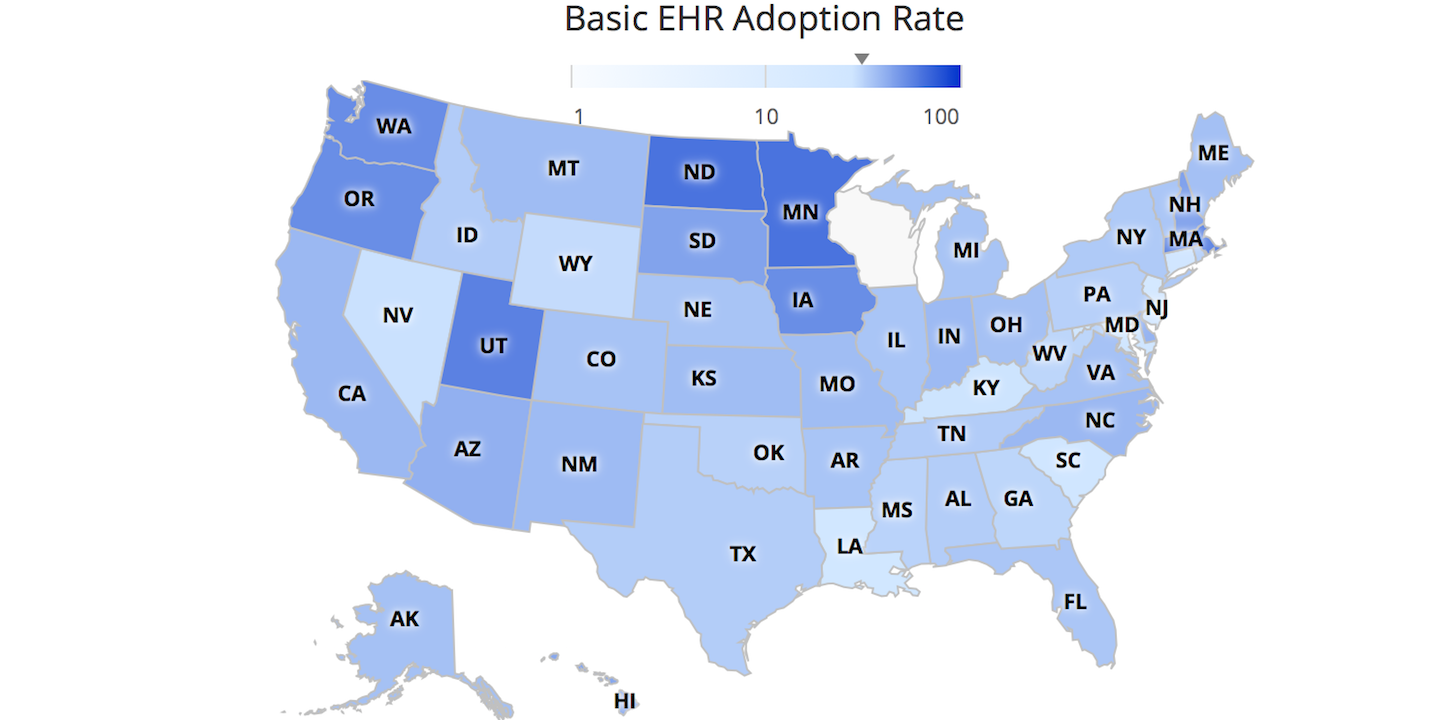 Basic EHR Adoption Rate
1 10 100
WA
MT
ND
MN
ME
OR
ID
SD
WY
MI
NY
NH
MA
NV
UT
CO
NE
IA
IL
IN
OH
PA
NJ
MD
WV
VA
CA
KS
MO
KY
AZ
NM
OK
AR
TN
NC
SC
TX
LA
MS
AL
GA
FL
AK
HI